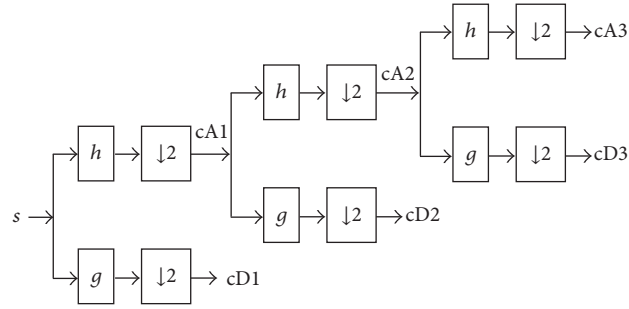 h ↓2 cA3
h ↓2 cA2
cA1
h ↓2
g ↓2 cD3
s
g ↓2 cD2
g ↓2 cD1